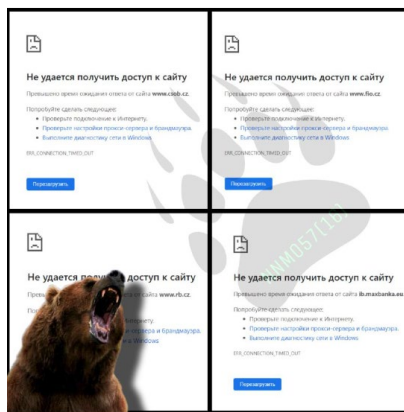 Не удается получить доступ к сайту
Превышено время ожидания ответа от сайта www.csob.cz.
Попробуйте сделать следующее:
Проверьте подключение к Интернету.
Проверьте настройки прокси-сервера и брандмауэра.
Выполните диагностику сети в Windows.
ERR_CONNECTION_TIMED_OUT
Перезагрузить
Не удается получить доступ к сайту
Превышено время ожидания ответа от сайта www.fio.cz.
Попробуйте сделать следующее:
Проверьте подключение к Интернету.
Проверьте настройки прокси-сервера и брандмауэра.
Выполните диагностику сети в Windows.
ERR_CONNECTION_TIMED_OUT
Перезагрузить
Не удается доступ к сайту
от сайта www.rb.cz.
Интернету.
сервера и брандмауэра.
Windows
Не удается получить доступ к сайту
Превышено время ожидания ответа от сайта ib.maxbanka.eu.
Попробуйте сделать следующее:
Проверьте подключение к Интернету.
Проверьте настройки прокси-сервера и брандмауэра.
Выполните диагностику сети в Windows.
ERR_CONNECTION_TIMED_OUT
Перезагрузить